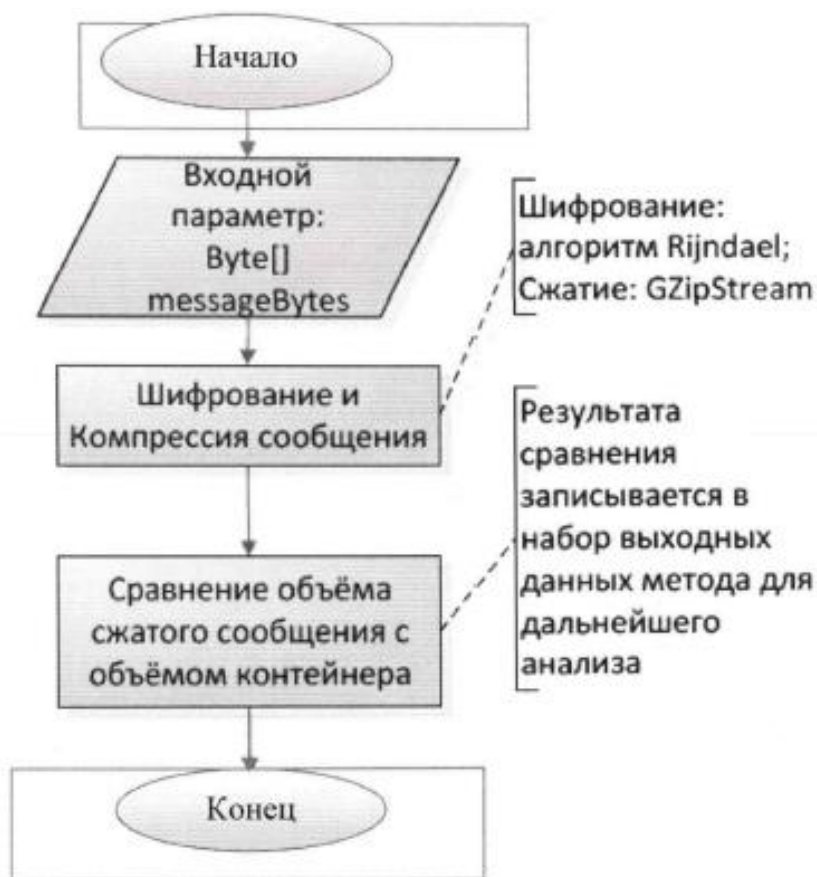 Начало
Входной
параметр:
Byte[]
messageBytes
Шифрование:
алгоритм Rijndael;
Сжатие: GZipStream
Шифрование и
Компрессия сообщения
Результата
сравнения
записывается в
набор выходных
данных метода для
дальнейшего
анализа
Сравнение объёма
сжатого сообщения с
объёмом контейнера
Конец